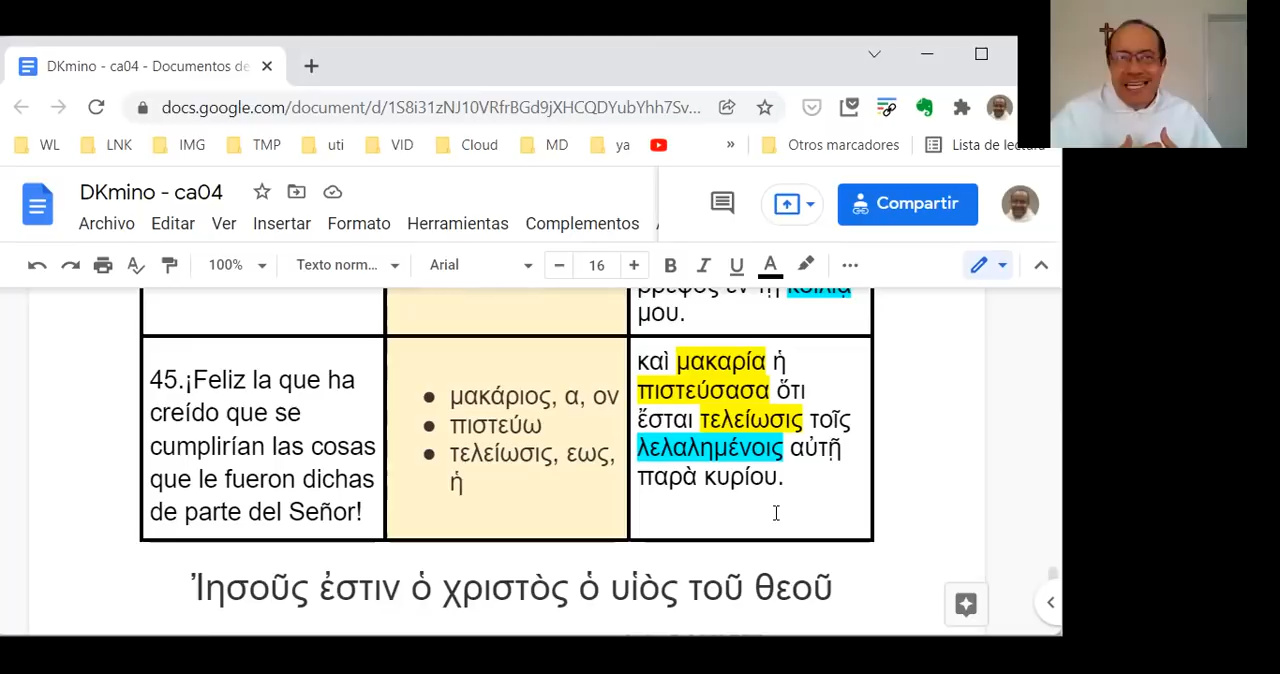 DKmino - ca04 - Documentos de
docs.google.com/document/d/1S8i31zNJ10VRfrBGd9jXHCQDYubYhh7Sv...
WL LNK IMG TMP uti VID Cloud MD ya » Otros marcadores Lista de lectura
DKmino - ca04
Archivo Editar Ver Insertar Formato Herramientas Complementos
Compartir
100% Texto norm... Arial 16 B I U A
ἐν τῇ κοιλίᾳ
μου.
45.¡Feliz la que ha
creído que se
cumplirían las cosas
que le fueron dichas
de parte del Señor!
● μακάριος, α, ον
● πιστεύω
● τελείωσις, εως,
ἡ
καὶ μακαρία ἡ
πιστεύσασα ὅτι
ἔσται τελείωσις τοῖς
λελαλημένοις αὐτῇ
παρὰ κυρίου.
Ἰησοῦς ἐστιν ὁ χριστὸς ὁ υἱὸς τοῦ θεοῦ